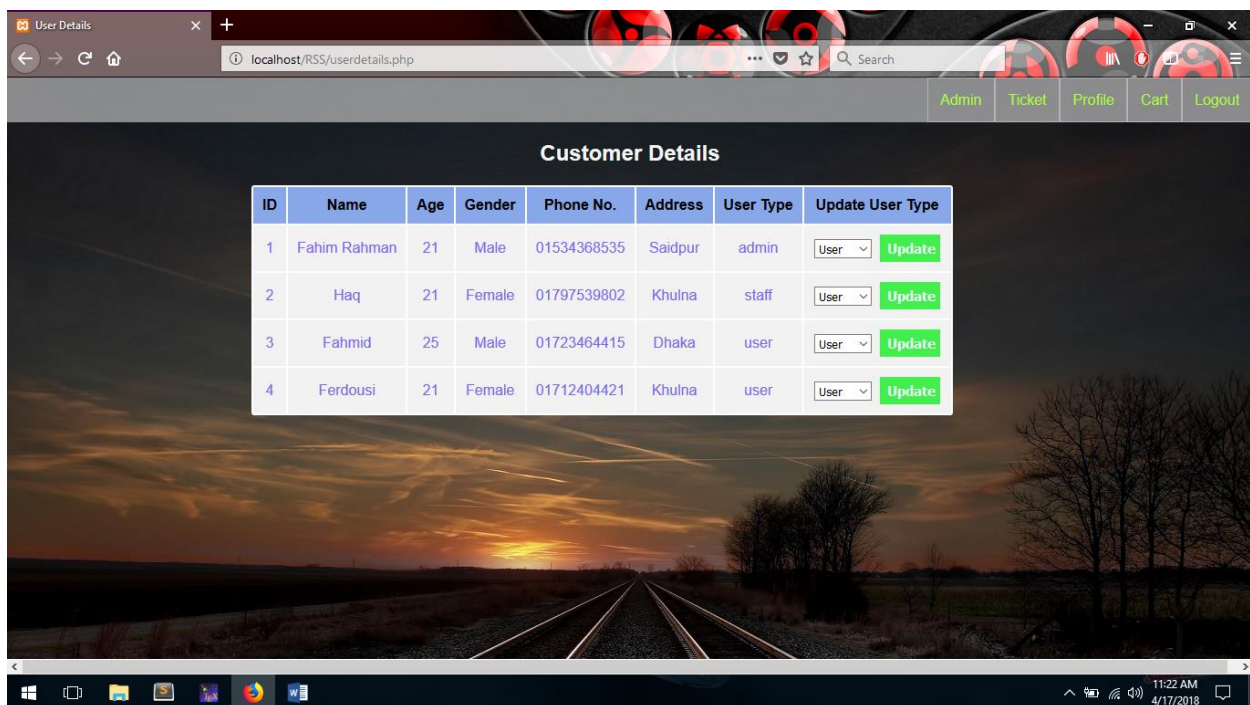 User Details
localhost/RSS/userdetails.php
Search
Admin Ticket Profile Cart Logout
Customer Details
ID Name Age Gender Phone No. Address User Type Update User Type
1 Fahim Rahman 21 Male 01534368535 Saidpur admin User Update
2 Haq 21 Female 01797539802 Khulna staff User Update
3 Fahmid 25 Male 01723464415 Dhaka user User Update
4 Ferdousi 21 Female 01712404421 Khulna user User Update
11:22 AM
4/17/2018